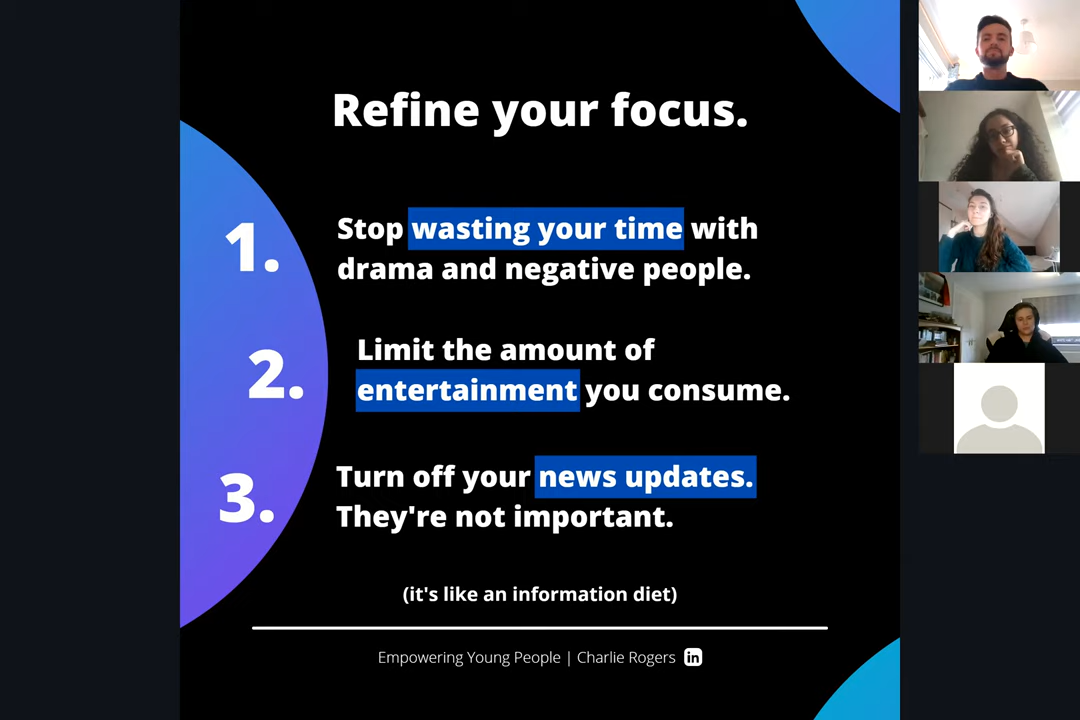 Refine your focus.
1.
Stop wasting your time with
drama and negative people.
2.
Limit the amount of
entertainment you consume.
3.
Turn off your news updates.
They're not important.
(it's like an information diet)
Empowering Young People | Charlie Rogers in